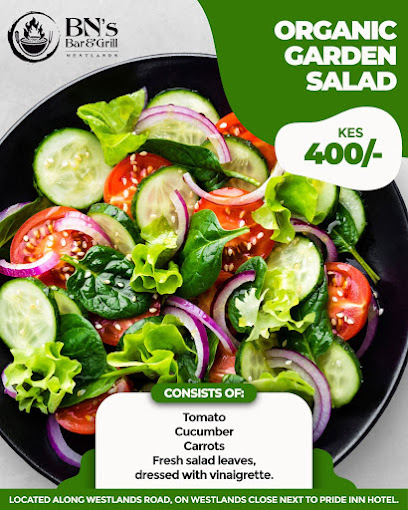 BN's
Bar & Grill
WESTLANDS
ORGANIC
GARDEN
SALAD
KES
400/-
CONSISTS OF:
Tomato
Cucumber
Carrots
Fresh salad leaves,
dressed with vinaigrette.
LOCATED ALONG WESTLANDS ROAD, ON WESTLANDS CLOSE NEXT TO PRIDE INN HOTEL.